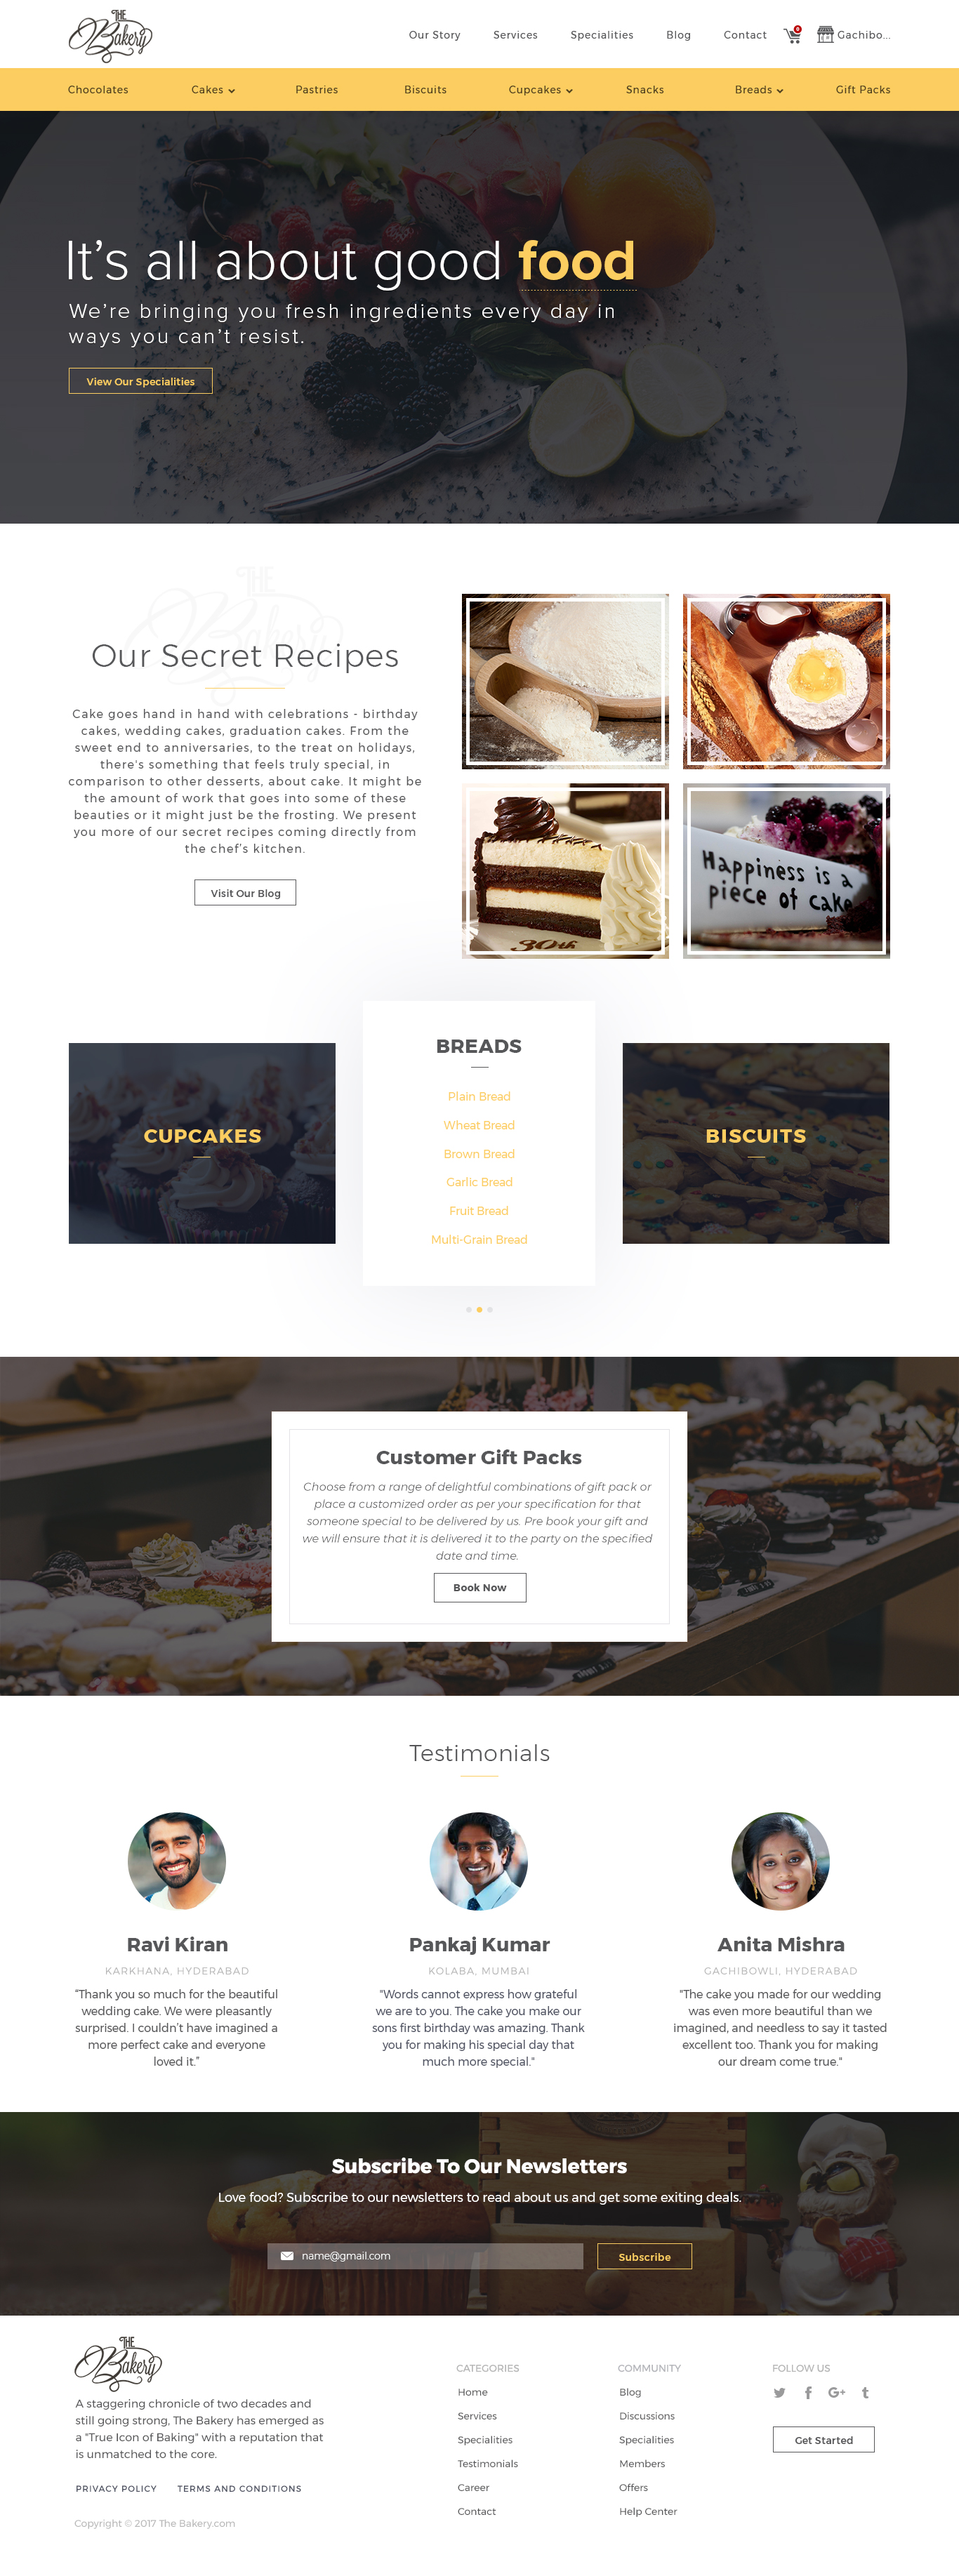 THE
Bakery
Our Story Services Specialities Blog Contact 0 Gachibo...
Chocolates Cakes Pastries Biscuits Cupcakes Snacks Breads Gift Packs
It's all about good food
We're bringing you fresh ingredients every day in
ways you can't resist.
View Our Specialities
THE
Bakery
Our Secret Recipes
Cake goes hand in hand with celebrations - birthday
cakes, wedding cakes, graduation cakes. From the
sweet end to anniversaries, to the treat on holidays,
there's something that feels truly special, in
comparison to other desserts, about cake. It might be
the amount of work that goes into some of these
beauties or it might just be the frosting. We present
you more of our secret recipes coming directly from
the chef's kitchen.
Visit Our Blog
30th
Happiness is a
piece of cake
CUPCAKES
BREADS
Plain Bread
Wheat Bread
Brown Bread
Garlic Bread
Fruit Bread
Multi-Grain Bread
BISCUITS
Customer Gift Packs
Choose from a range of delightful combinations of gift pack or
place a customized order as per your specification for that
someone special to be delivered by us. Pre book your gift and
we will ensure that it is delivered it to the party on the specified
date and time.
Book Now
Testimonials
Ravi Kiran
KARKHANA, HYDERABAD
“Thank you so much for the beautiful
wedding cake. We were pleasantly
surprised. I couldn't have imagined a
more perfect cake and everyone
loved it.”
Pankaj Kumar
KOLABA, MUMBAI
"Words cannot express how grateful
we are to you. The cake you make our
sons first birthday was amazing. Thank
you for making his special day that
much more special."
Anita Mishra
GACHIBOWLI, HYDERABAD
"The cake you made for our wedding
was even more beautiful than we
imagined, and needless to say it tasted
excellent too. Thank you for making
our dream come true."
Subscribe To Our Newsletters
Love food? Subscribe to our newsletters to read about us and get some exiting deals.
name@gmail.com
Subscribe
THE
Bakery
A staggering chronicle of two decades and
still going strong, The Bakery has emerged as
a "True Icon of Baking" with a reputation that
is unmatched to the core.
PRIVACY POLICY TERMS AND CONDITIONS
Copyright © 2017 The Bakery.com
CATEGORIES
Home
Services
Specialities
Testimonials
Career
Contact
COMMUNITY
Blog
Discussions
Specialities
Members
Offers
Help Center
FOLLOW US
Get Started